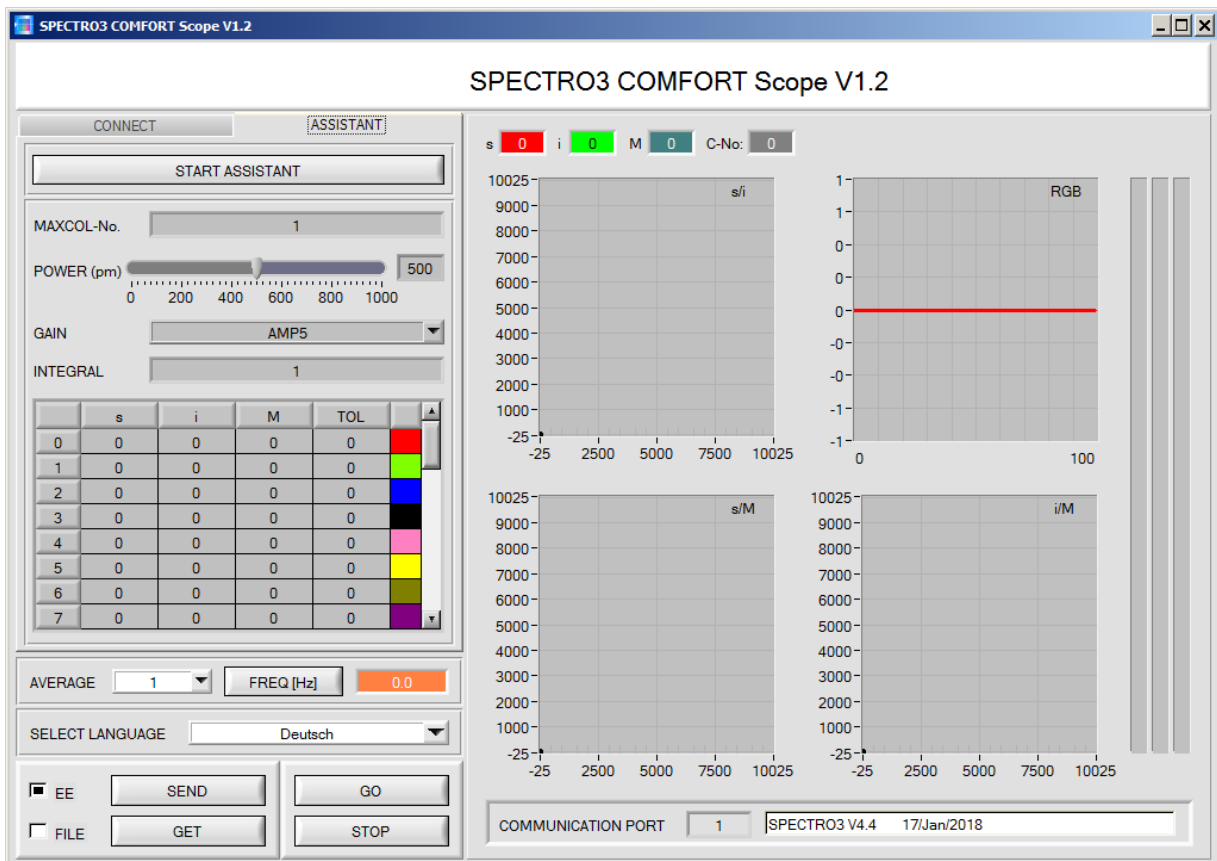 SPECTRO3 COMFORT Scope V1.2
SPECTRO3 COMFORT Scope V1.2
CONNECT ASSISTANT
START ASSISTANT
MAXCOL-No. 1
POWER (pm) 500
0 200 400 600 800 1000
GAIN AMP5
INTEGRAL 1
s i M TOL
0 0 0 0 0
1 0 0 0 0
2 0 0 0 0
3 0 0 0 0
4 0 0 0 0
5 0 0 0 0
6 0 0 0 0
7 0 0 0 0
AVERAGE 1 FREQ [Hz] 0.0
SELECT LANGUAGE Deutsch
EE SEND GO
FILE GET STOP
s 0 i 0 M 0 C-No: 0
s/i
10025
9000
8000
7000
6000
5000
4000
3000
2000
1000
-25
-25 2500 5000 7500 10025
RGB
1
1
0
0
0
-0
-0
-1
-1
0 100
s/M
10025
9000
8000
7000
6000
5000
4000
3000
2000
1000
-25
-25 2500 5000 7500 10025
i/M
10025
9000
8000
7000
6000
5000
4000
3000
2000
1000
-25
-25 2500 5000 7500 10025
COMMUNICATION PORT 1 SPECTRO3 V4.4 17/Jan/2018